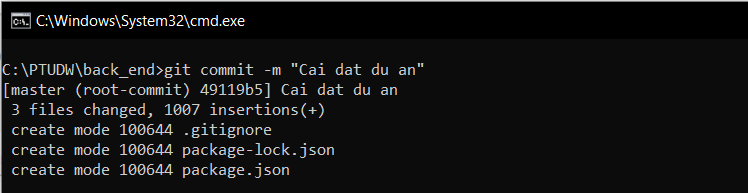 C:\Windows\System32\cmd.exe
C:\PTUDW\back_end>git commit -m "Cai dat du an"
[master (root-commit) 49119b5] Cai dat du an
 3 files changed, 1007 insertions(+)
 create mode 100644 .gitignore
 create mode 100644 package-lock.json
 create mode 100644 package.json